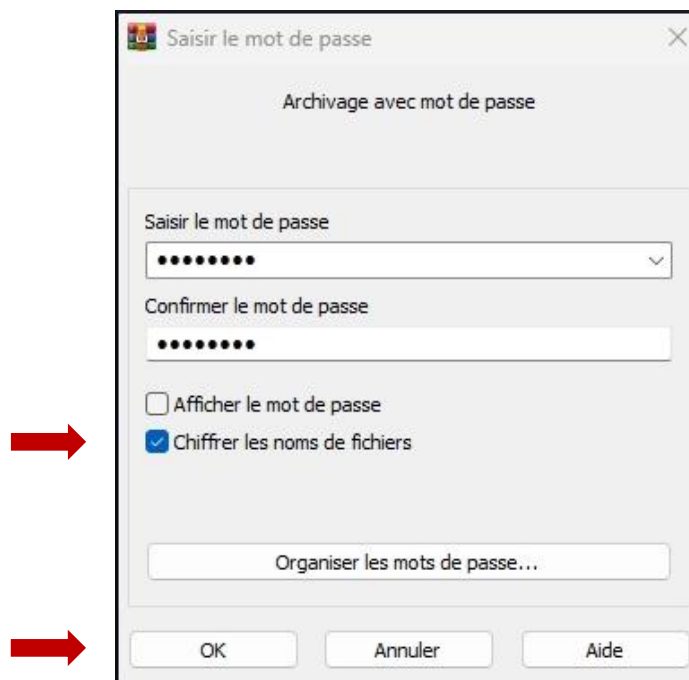 Saisir le mot de passe
Archivage avec mot de passe
Saisir le mot de passe
••••••••
Confirmer le mot de passe
••••••••
Afficher le mot de passe
Chiffrer les noms de fichiers
Organiser les mots de passe...
OK Annuler Aide